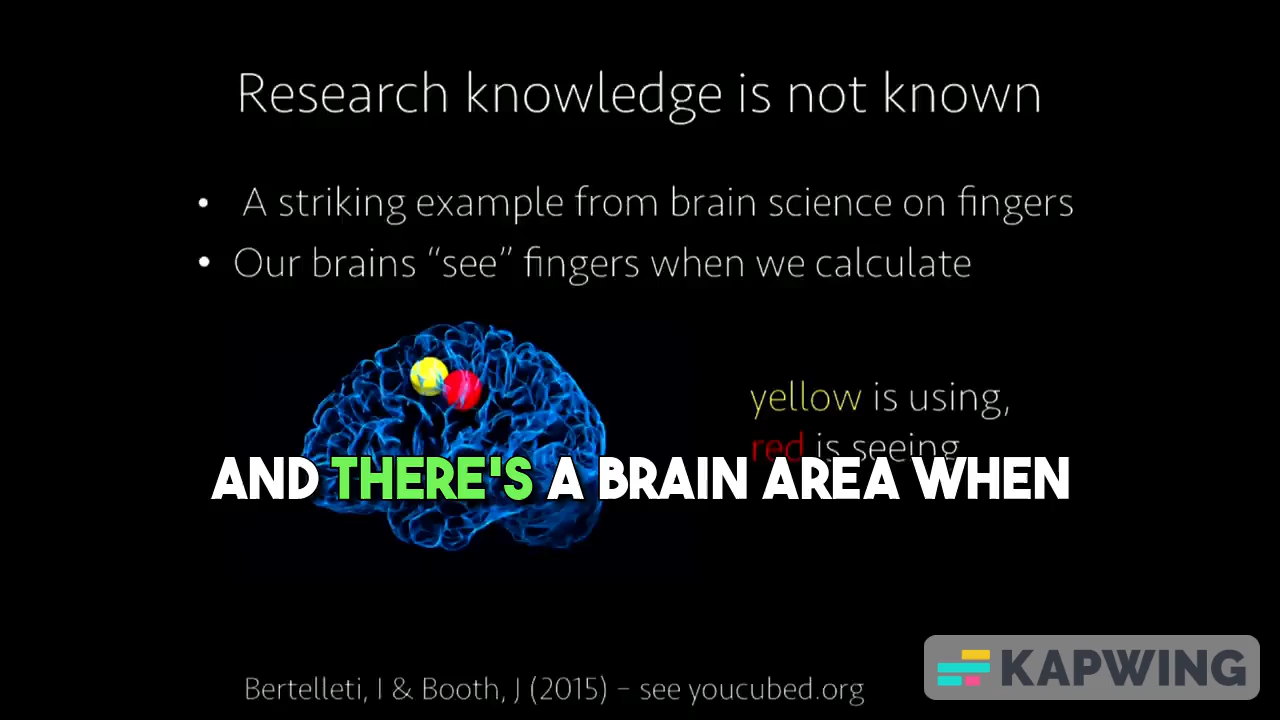 Research knowledge is not known
• A striking example from brain science on fingers
• Our brains “see” fingers when we calculate
yellow is using,
red is seeing
AND THERE'S A BRAIN AREA WHEN
KAPWING
Bertelleti, I & Booth, J (2015) – see youcubed.org